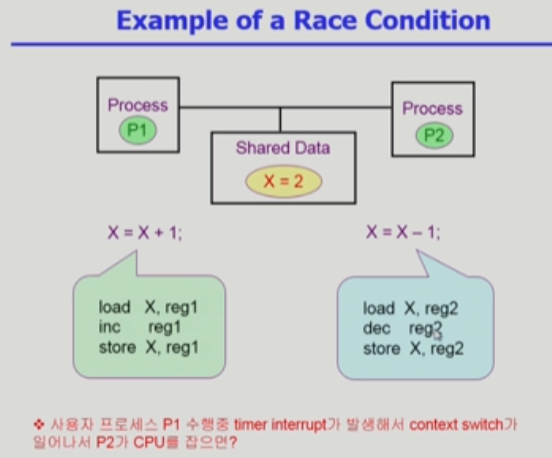 Example of a Race Condition
Process
P1
Process
P2
Shared Data
X = 2
X = X + 1;
X = X – 1;
load X, reg1
inc reg1
store X, reg1
load X, reg2
dec reg2
store X, reg2
❖ 사용자 프로세스 P1 수행중 timer interrupt가 발생해서 context switch가
일어나서 P2가 CPU를 잡으면?